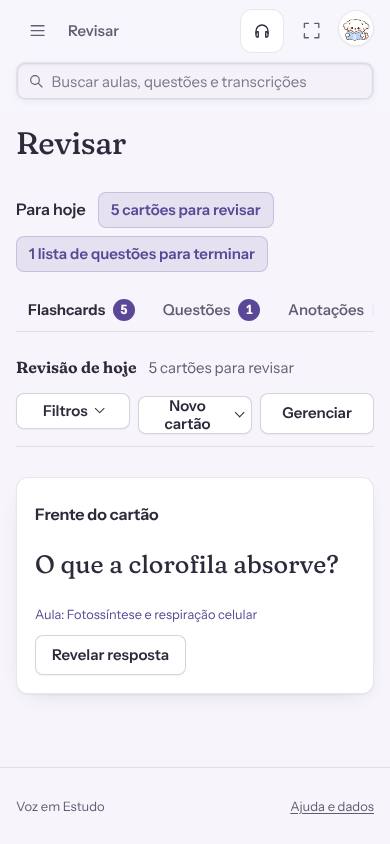 Revisar
Buscar aulas, questões e transcrições
Revisar
Para hoje
5 cartões para revisar
1 lista de questões para terminar
Flashcards 5
Questões 1
Anotações
Revisão de hoje
5 cartões para revisar
Filtros
Novo
cartão
Gerenciar
Frente do cartão
O que a clorofila absorve?
Aula: Fotossíntese e respiração celular
Revelar resposta
Voz em Estudo
Ajuda e dados